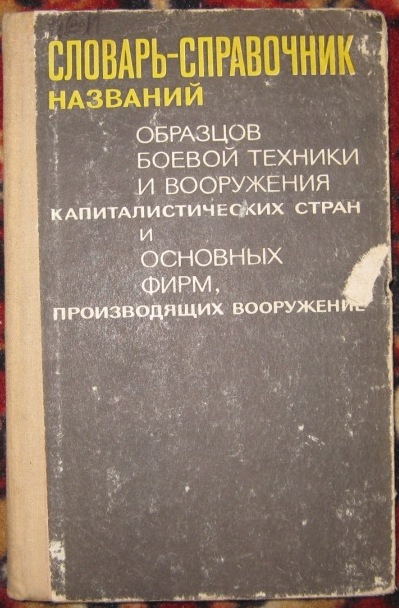 СЛОВАРЬ-СПРАВОЧНИК
НАЗВАНИЙ
ОБРАЗЦОВ
БОЕВОЙ ТЕХНИКИ
И ВООРУЖЕНИЯ
КАПИТАЛИСТИЧЕСКИХ СТРАН
И
ОСНОВНЫХ
ФИРМ,
ПРОИЗВОДЯЩИХ ВООРУЖЕНИЕ